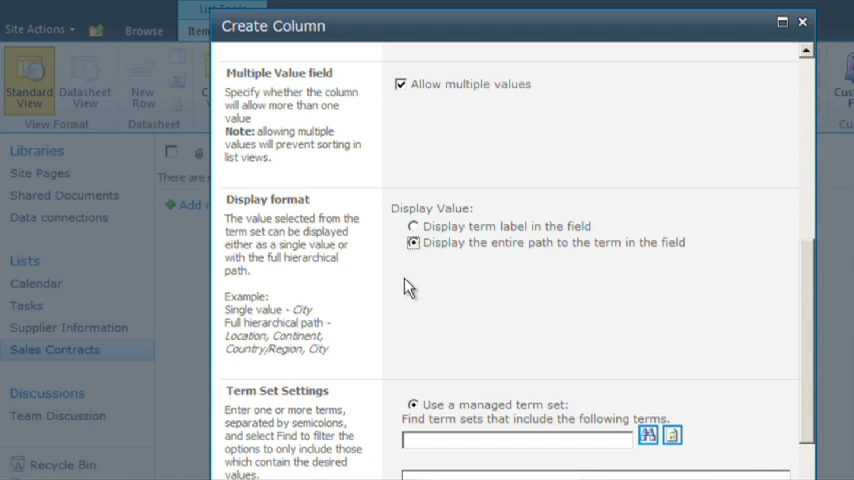 List Tools
Create Column
Site Actions
Browse
Standard
View
Datasheet
View
New
Row
View Format
Datasheet
Multiple Value field
Specify whether the column
will allow more than one
value
Note: allowing multiple
values will prevent sorting in
list views.
Allow multiple values
Libraries
Site Pages
Shared Documents
Data connections
There are
Add
Display format
The value selected from the
term set can be displayed
either as a single value or
with the full hierarchical
path.
Example:
Single value - City
Full hierarchical path -
Location, Continent,
Country/Region, City
Display Value:
Display term label in the field
Display the entire path to the term in the field
Lists
Calendar
Tasks
Supplier Information
Sales Contracts
Discussions
Team Discussion
Recycle Bin
Term Set Settings
Enter one or more terms,
separated by semicolons,
and select Find to filter the
options to only include those
which contain the desired
values.
Use a managed term set:
Find term sets that include the following terms.